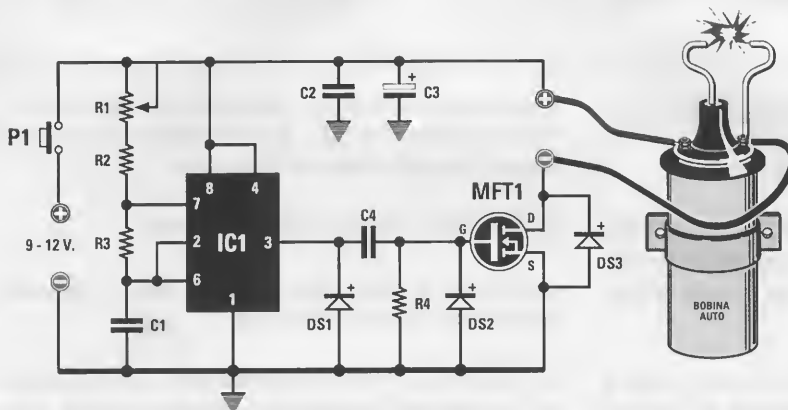 R1
C2
+
C3
+
P1
R2
8
4
MFT1
7
D
+
C4
+
9 - 12 V.
R3
2
IC1
3
G
–
6
S
DS3
1
+
+
C1
DS1
R4
DS2
–
BOBINA
AUTO